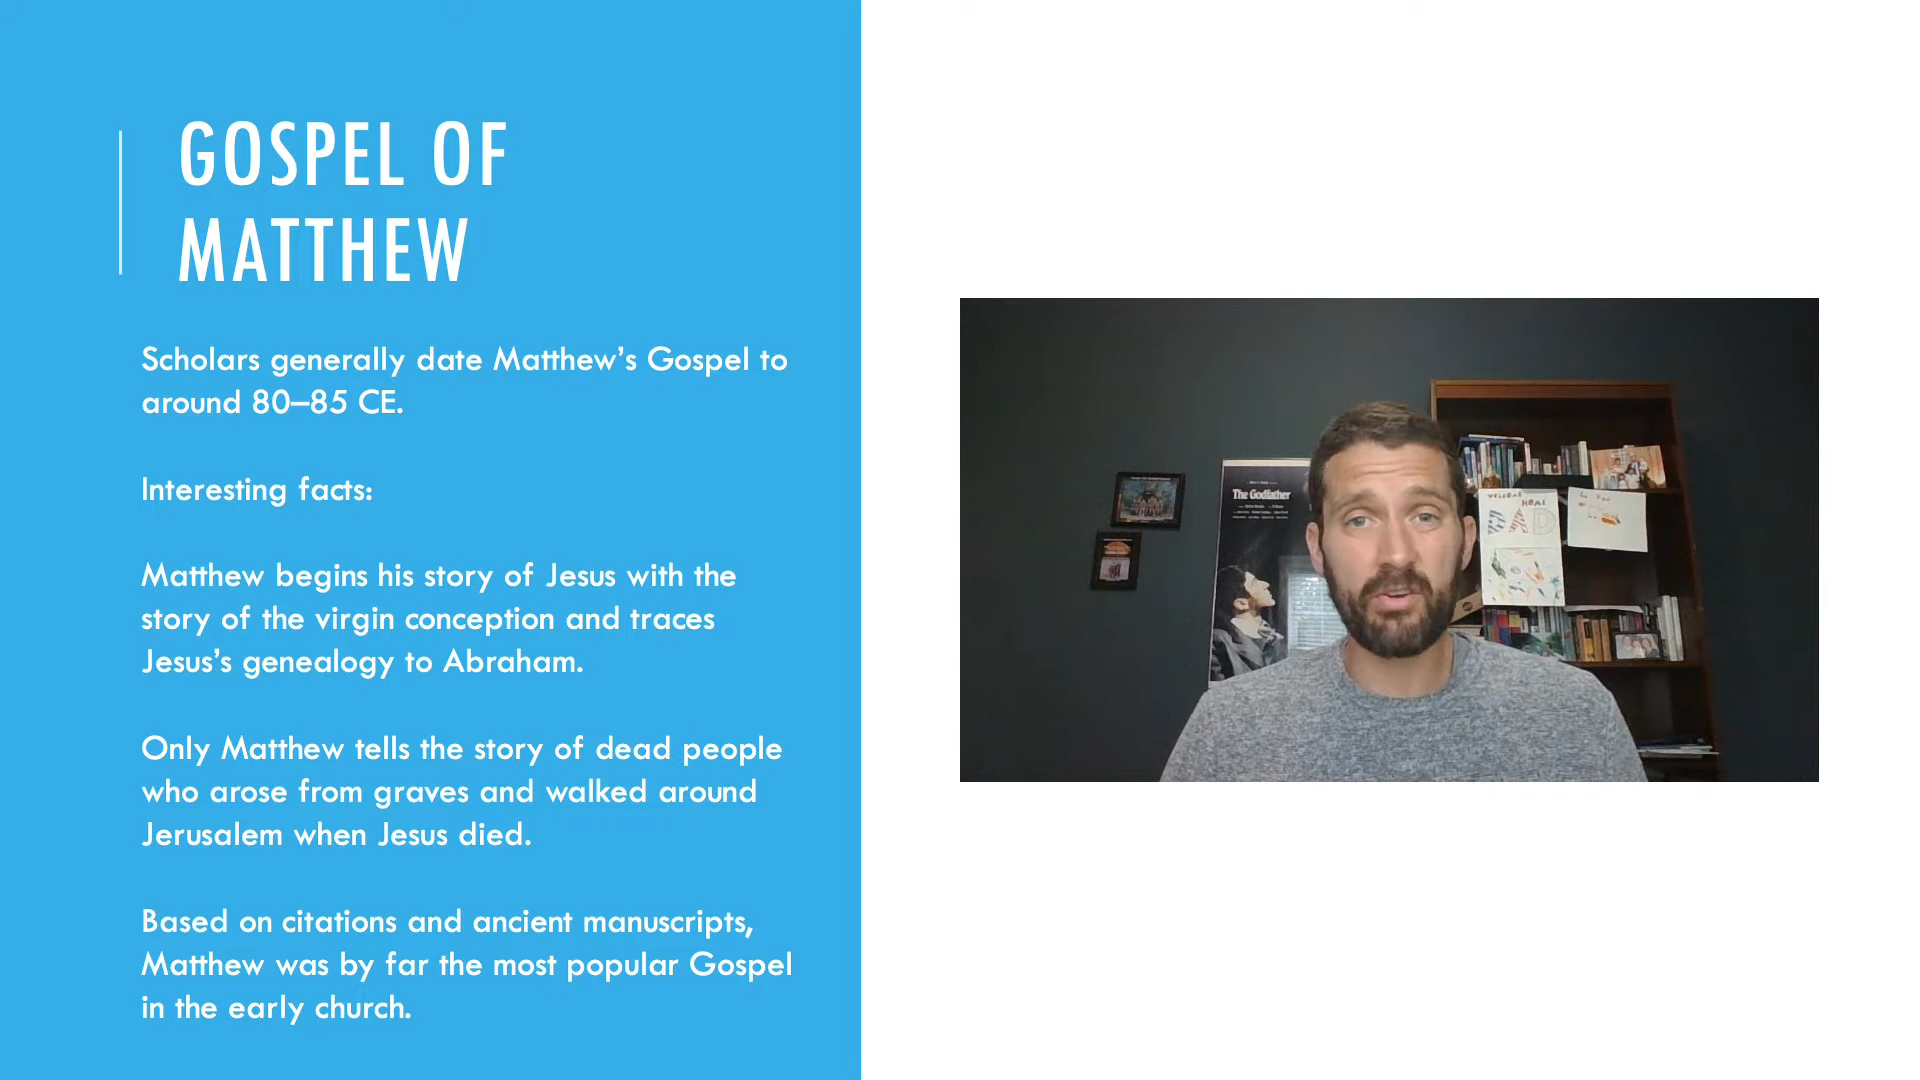 GOSPEL OF
MATTHEW
Scholars generally date Matthew’s Gospel to
around 80–85 CE.
Interesting facts:
Matthew begins his story of Jesus with the
story of the virgin conception and traces
Jesus’s genealogy to Abraham.
Only Matthew tells the story of dead people
who arose from graves and walked around
Jerusalem when Jesus died.
Based on citations and ancient manuscripts,
Matthew was by far the most popular Gospel
in the early church.
The Godfather
WELCOME
HOME
DAD